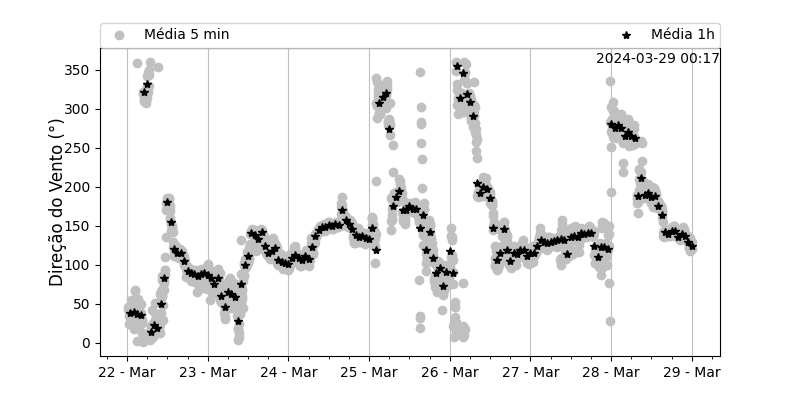 Média 5 min
Média 1h
2024-03-29 00:17
Direção do Vento (°)
350
300
250
200
150
100
50
0
22 - Mar
23 - Mar
24 - Mar
25 - Mar
26 - Mar
27 - Mar
28 - Mar
29 - Mar